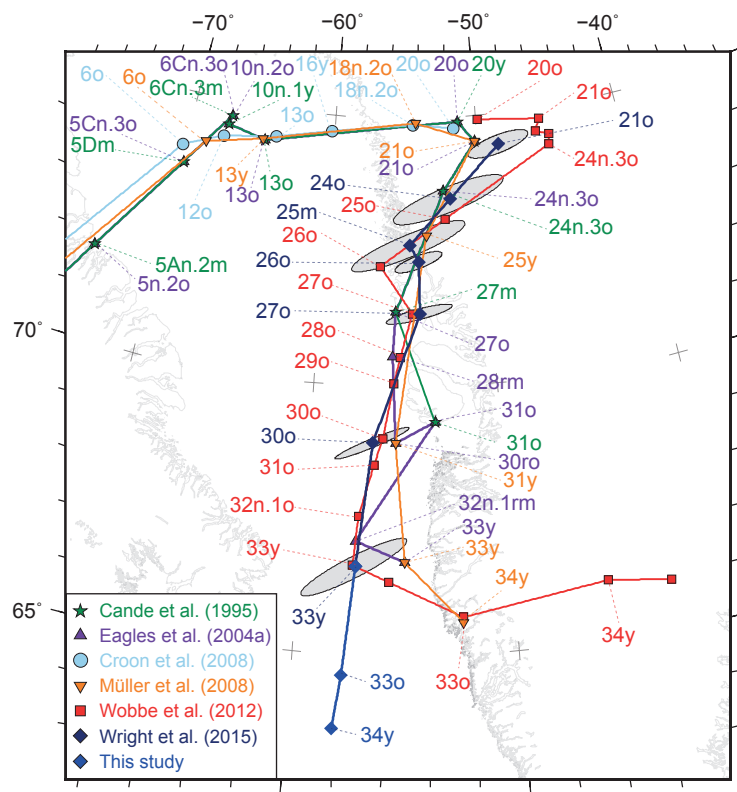 −70° −60° −50° −40°
6Cn.3o 16y 18n.2o 20o 20o 20y
6o 6o 10n.2o 18n.2o 20o
6Cn.3m 10n.1y 13o 21o
5Cn.3o 21o
5Dm 21o
13y 21o 24n.3o
13o 13o
12o 24o 24n.3o
25m 25o 24n.3o
26o
5An.2m 25y
5n.2o 26o
27o 27m
70° 27o
28o 27o
29o 28rm
30o 31o
30o 31o
31o 30ro
31y
32n.1o 32n.1rm
33y
33y 33y
34y
65° 33y
34y
33o 33o
34y
Cande et al. (1995)
Eagles et al. (2004a)
Croon et al. (2008)
Müller et al. (2008)
Wobbe et al. (2012)
Wright et al. (2015)
This study